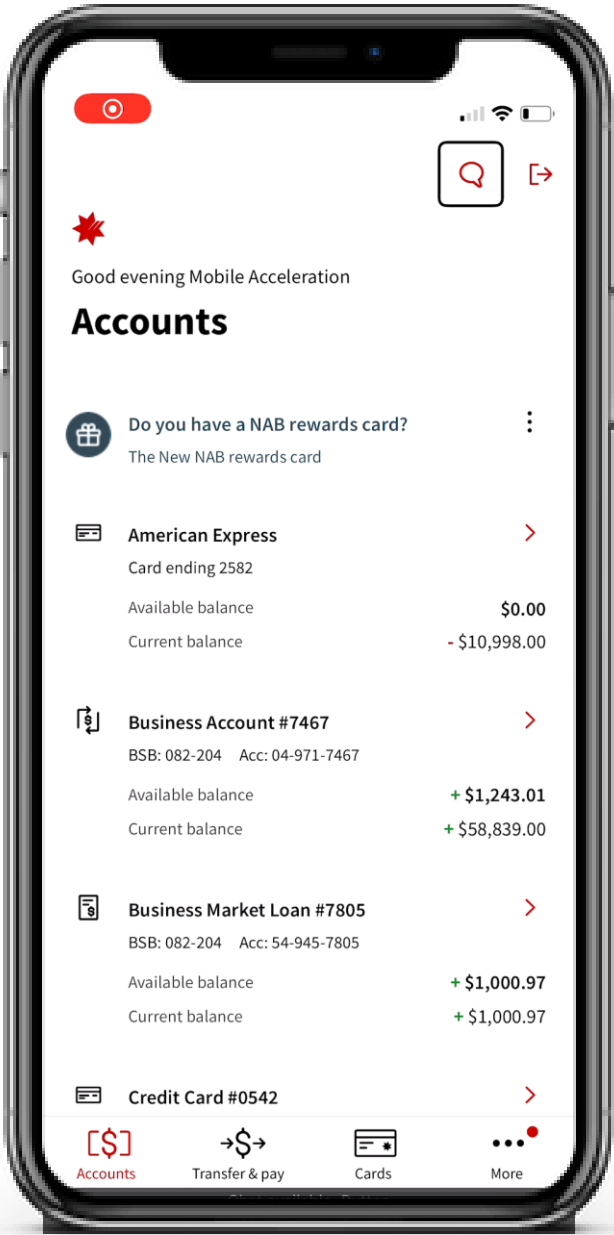 Good evening Mobile Acceleration
Accounts
Do you have a NAB rewards card?
The New NAB rewards card
American Express
Card ending 2582
Available balance $0.00
Current balance - $10,998.00
Business Account #7467
BSB: 082-204 Acc: 04-971-7467
Available balance + $1,243.01
Current balance + $58,839.00
Business Market Loan #7805
BSB: 082-204 Acc: 54-945-7805
Available balance + $1,000.97
Current balance + $1,000.97
Credit Card #0542
Accounts Transfer & pay Cards More